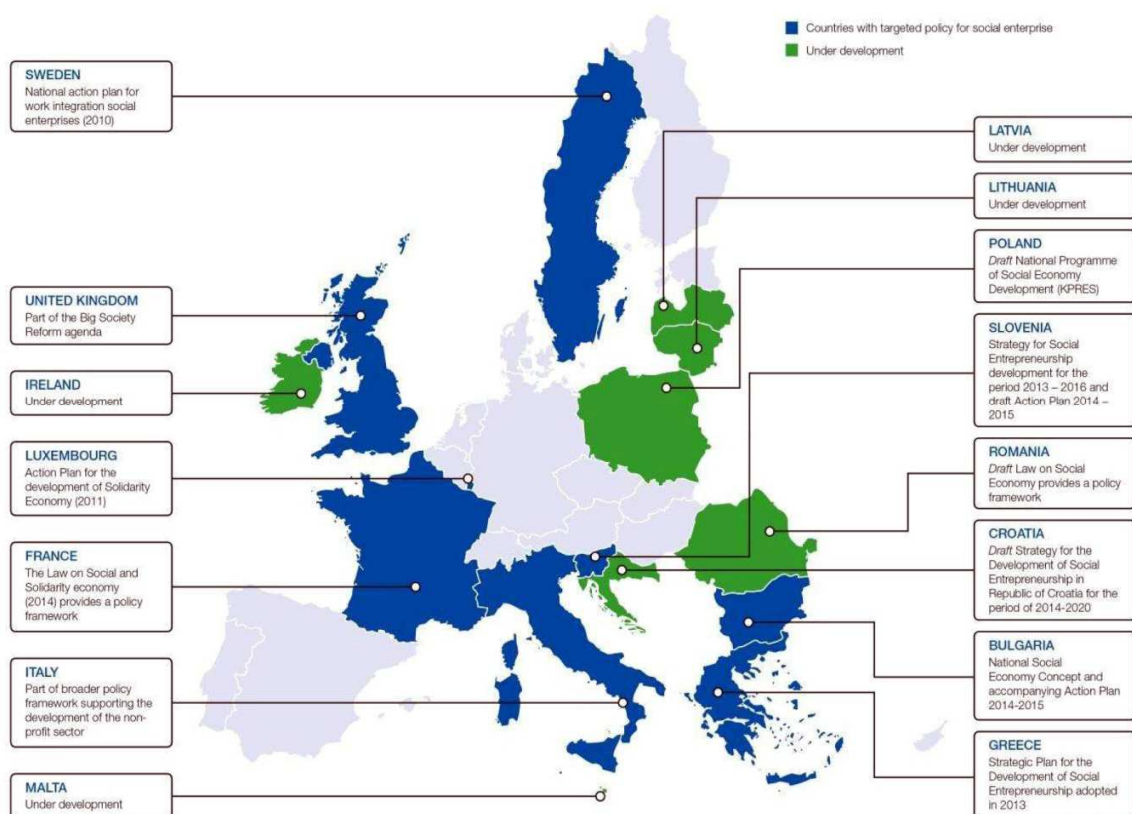 Countries with targeted policy for social enterprise
Under development
SWEDEN
National action plan for
work integration social
enterprises (2010)
UNITED KINGDOM
Part of the Big Society
Reform agenda
IRELAND
Under development
LUXEMBOURG
Action Plan for the
development of Solidarity
Economy (2011)
FRANCE
The Law on Social and
Solidarity economy
(2014) provides a policy
framework
ITALY
Part of broader policy
framework supporting the
development of the non-
profit sector
MALTA
Under development
LATVIA
Under development
LITHUANIA
Under development
POLAND
Draft National Programme
of Social Economy
Development (KPRES)
SLOVENIA
Strategy for Social
Entrepreneurship
development for the
period 2013 – 2016 and
draft Action Plan 2014 –
2015
ROMANIA
Draft Law on Social
Economy provides a policy
framework
CROATIA
Draft Strategy for the
Development of Social
Entrepreneurship in
Republic of Croatia for the
period of 2014-2020
BULGARIA
National Social
Economy Concept and
accompanying Action Plan
2014-2015
GREECE
Strategic Plan for the
Development of Social
Entrepreneurship adopted
in 2013